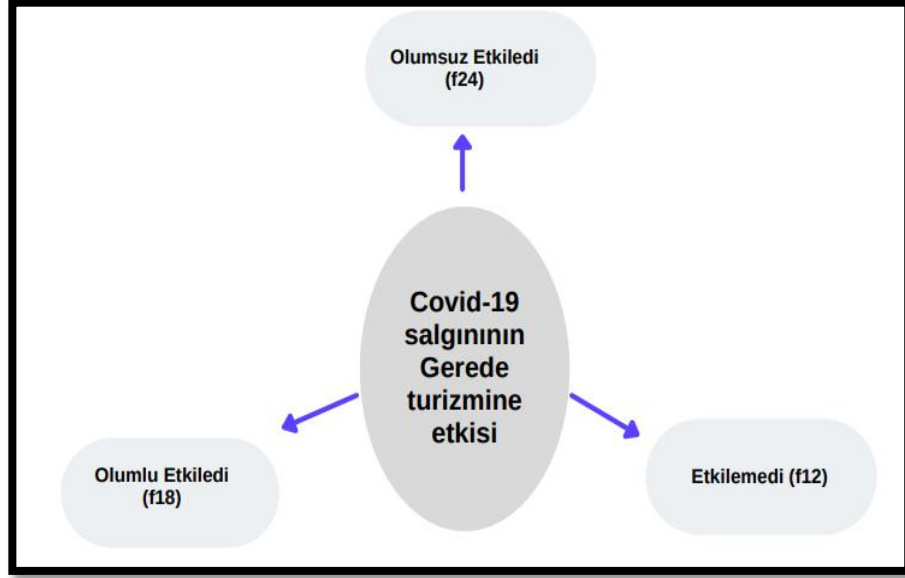 Olumsuz Etkiledi
(f24)
Covid-19
salgınının
Gerede
turizmine
etkisi
Olumlu Etkiledi
(f18)
Etkilemedi (f12)